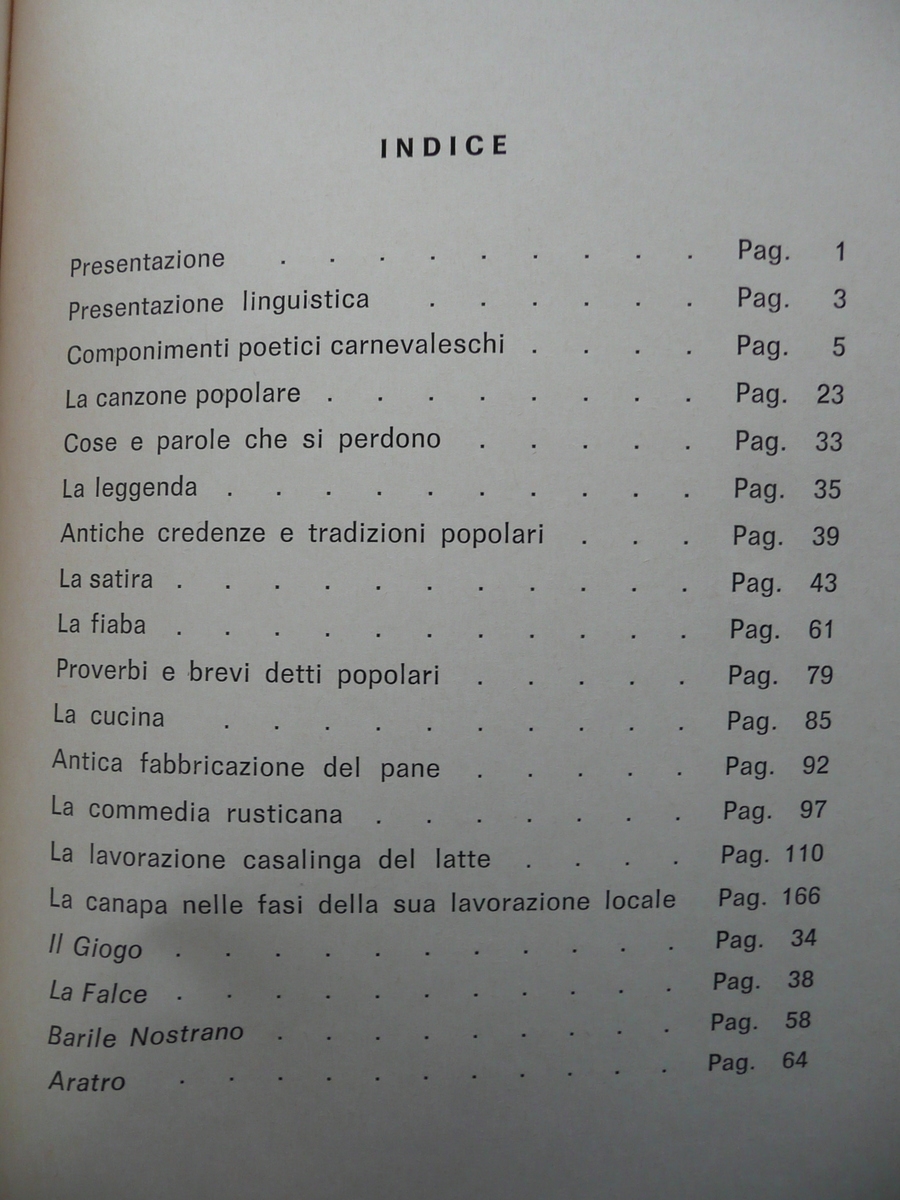 INDICE
Presentazione . . . . . . . . . Pag. 1
Presentazione linguistica . . . . . . Pag. 3
Componimenti poetici carnevaleschi . . . . Pag. 5
La canzone popolare . . . . . . . . Pag. 23
Cose e parole che si perdono . . . . . Pag. 33
La leggenda . . . . . . . . . . Pag. 35
Antiche credenze e tradizioni popolari . . . Pag. 39
La satira . . . . . . . . . . . Pag. 43
La fiaba . . . . . . . . . . . Pag. 61
Proverbi e brevi detti popolari . . . . . Pag. 79
La cucina . . . . . . . . . . Pag. 85
Antica fabbricazione del pane . . . . . Pag. 92
La commedia rusticana . . . . . . . Pag. 97
La lavorazione casalinga del latte . . . . Pag. 110
La canapa nelle fasi della sua lavorazione locale Pag. 166
Il Giogo . . . . . . . . . . . Pag. 34
La Falce . . . . . . . . . . . Pag. 38
Barile Nostrano . . . . . . . . . Pag. 58
Aratro . . . . . . . . . . . Pag. 64